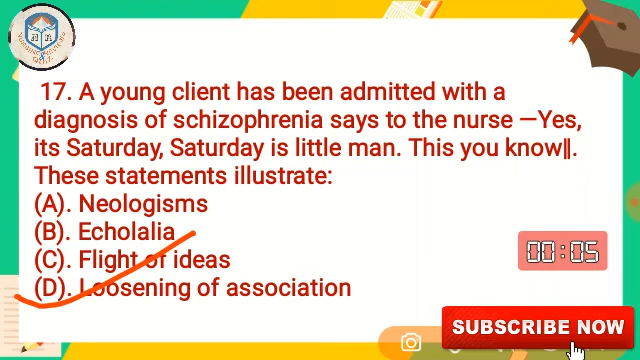 17. A young client has been admitted with a
diagnosis of schizophrenia says to the nurse —Yes,
its Saturday, Saturday is little man. This you know‖.
These statements illustrate:
(A). Neologisms
(B). Echolalia
(C). Flight of ideas
(D). Loosening of association
00:05
SUBSCRIBE NOW